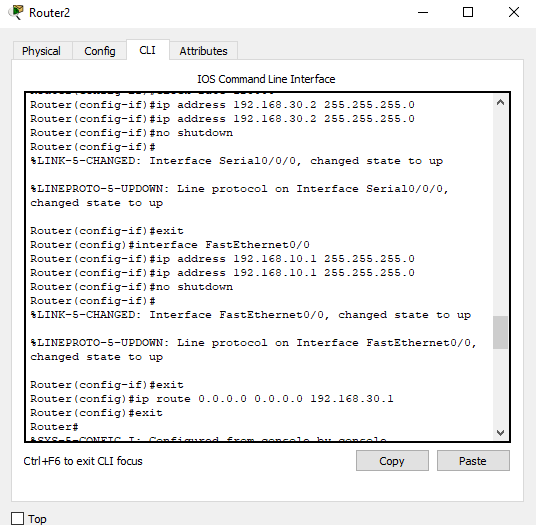 Router2
Physical
Config
CLI
Attributes
IOS Command Line Interface
Router(config-if)#ip address 192.168.30.2 255.255.255.0
Router(config-if)#ip address 192.168.30.2 255.255.255.0
Router(config-if)#no shutdown
Router(config-if)#
%LINK-5-CHANGED: Interface Serial0/0/0, changed state to up
%LINEPROTO-5-UPDOWN: Line protocol on Interface Serial0/0/0,
changed state to up
Router(config-if)#exit
Router(config)#interface FastEthernet0/0
Router(config-if)#ip address 192.168.10.1 255.255.255.0
Router(config-if)#ip address 192.168.10.1 255.255.255.0
Router(config-if)#no shutdown
Router(config-if)#
%LINK-5-CHANGED: Interface FastEthernet0/0, changed state to up
%LINEPROTO-5-UPDOWN: Line protocol on Interface FastEthernet0/0,
changed state to up
Router(config-if)#exit
Router(config)#ip route 0.0.0.0 0.0.0.0 192.168.30.1
Router(config)#exit
Router#
%SYS-5-CONFIG_I: Configured from console by console
Ctrl+F6 to exit CLI focus
Copy
Paste
Top